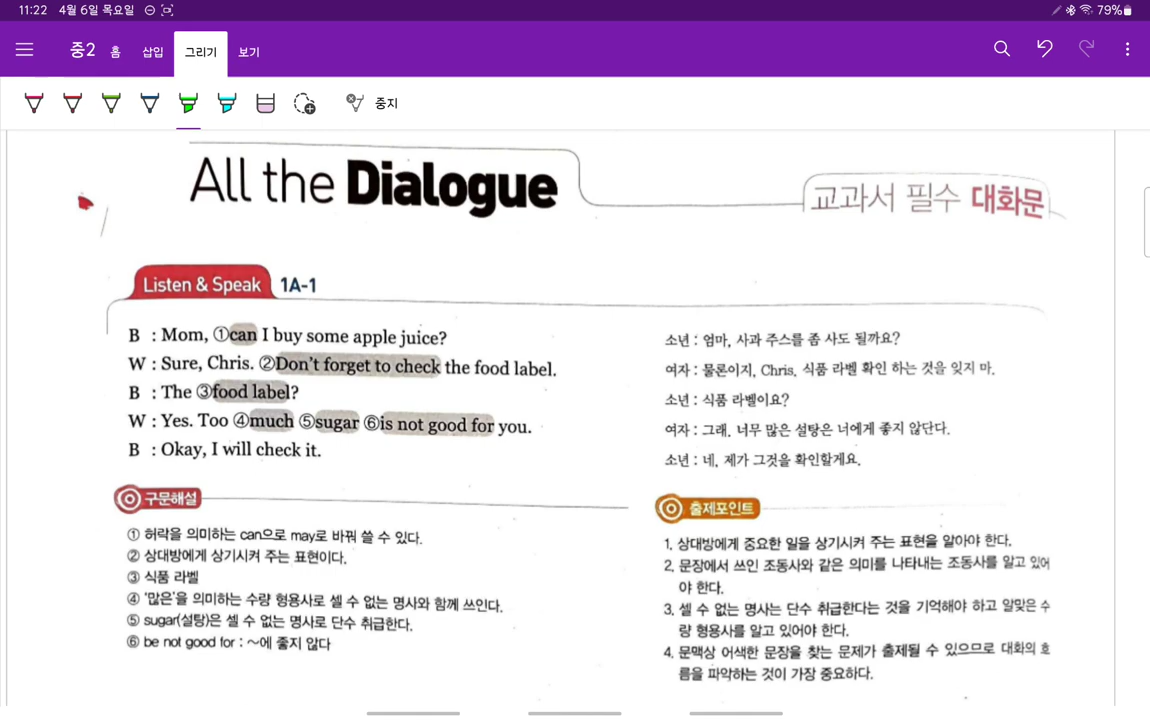 11:22 4월 6일 목요일 79%
중2 홈 삽입 그리기 보기
중지
All the Dialogue
교과서 필수 대화문
Listen & Speak 1A-1
B : Mom, ①can I buy some apple juice?
W : Sure, Chris. ②Don't forget to check the food label.
B : The ③food label?
W : Yes. Too ④much ⑤sugar ⑥is not good for you.
B : Okay, I will check it.
소년 : 엄마, 사과 주스를 좀 사도 될까요?
여자 : 물론이지, Chris. 식품 라벨 확인 하는 것을 잊지 마.
소년 : 식품 라벨이요?
여자 : 그래. 너무 많은 설탕은 너에게 좋지 않단다.
소년 : 네, 제가 그것을 확인할게요.
구문해설
① 허락을 의미하는 can으로 may로 바꿔 쓸 수 있다.
② 상대방에게 상기시켜 주는 표현이다.
③ 식품 라벨
④ '많은'을 의미하는 수량 형용사로 셀 수 없는 명사와 함께 쓰인다.
⑤ sugar(설탕)은 셀 수 없는 명사로 단수 취급한다.
⑥ be not good for : ~에 좋지 않다
출제포인트
1. 상대방에게 중요한 일을 상기시켜 주는 표현을 알아야 한다.
2. 문장에서 쓰인 조동사와 같은 의미를 나타내는 조동사를 알고 있어
야 한다.
3. 셀 수 없는 명사는 단수 취급한다는 것을 기억해야 하고 알맞은 수
량 형용사를 알고 있어야 한다.
4. 문맥상 어색한 문장을 찾는 문제가 출제될 수 있으므로 대화의 흐
름을 파악하는 것이 가장 중요하다.